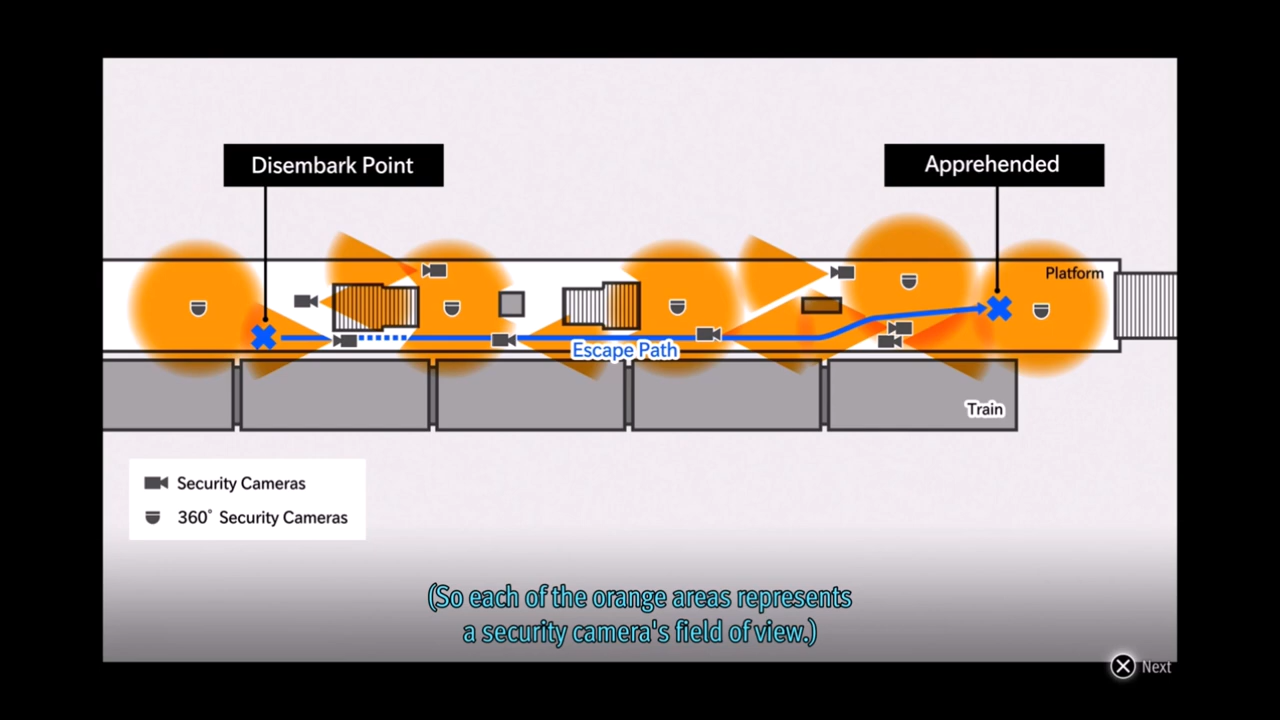 Disembark Point
Apprehended
Platform
Escape Path
Train
Security Cameras
360° Security Cameras
(So each of the orange areas represents
a security camera's field of view.)
Next